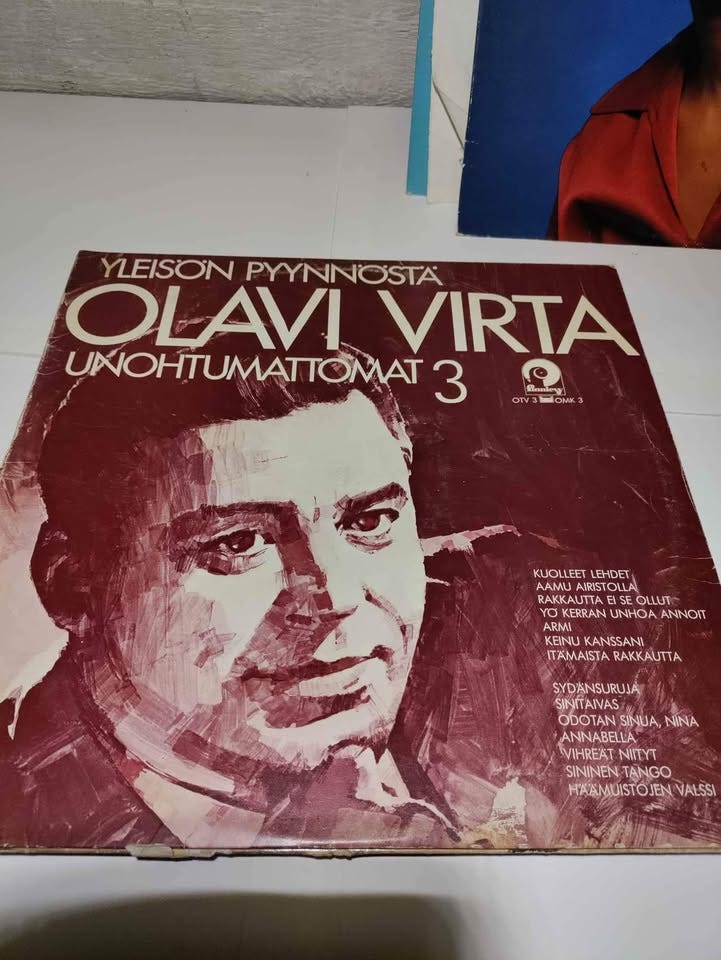 YLEISÖN PYYNNÖSTÄ
OLAVI VIRTA
UNOHTUMATTOMAT 3
Finnlevy
OTV 3 OMK 3
KUOLLEET LEHDET
AAMU AIRISTOLLA
RAKKAUTTA EI SE OLLUT
YÖ KERRAN UNHOA ANNOIT
ARMI
KEINU KANSSANI
ITÄMAISTA RAKKAUTTA
SYDÄNSURUJA
SINITAIVAS
ODOTAN SINUA, NINA
ANNABELLA
VIHREÄT NIITYT
SININEN TANGO
HÄÄMUISTOJEN VALSSI